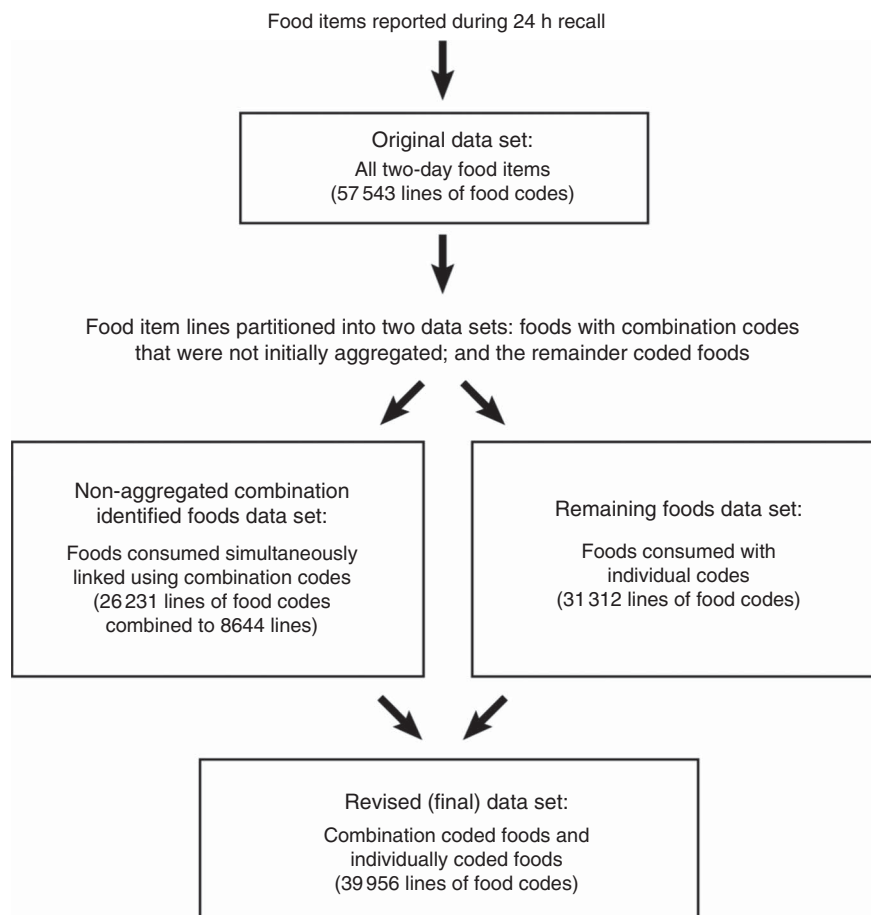 Food items reported during 24 h recall
Original data set:
All two-day food items
(57 543 lines of food codes)
Food item lines partitioned into two data sets: foods with combination codes
that were not initially aggregated; and the remainder coded foods
Non-aggregated combination
identified foods data set:
Foods consumed simultaneously
linked using combination codes
(26 231 lines of food codes
combined to 8644 lines)
Remaining foods data set:
Foods consumed with
individual codes
(31 312 lines of food codes)
Revised (final) data set:
Combination coded foods and
individually coded foods
(39 956 lines of food codes)